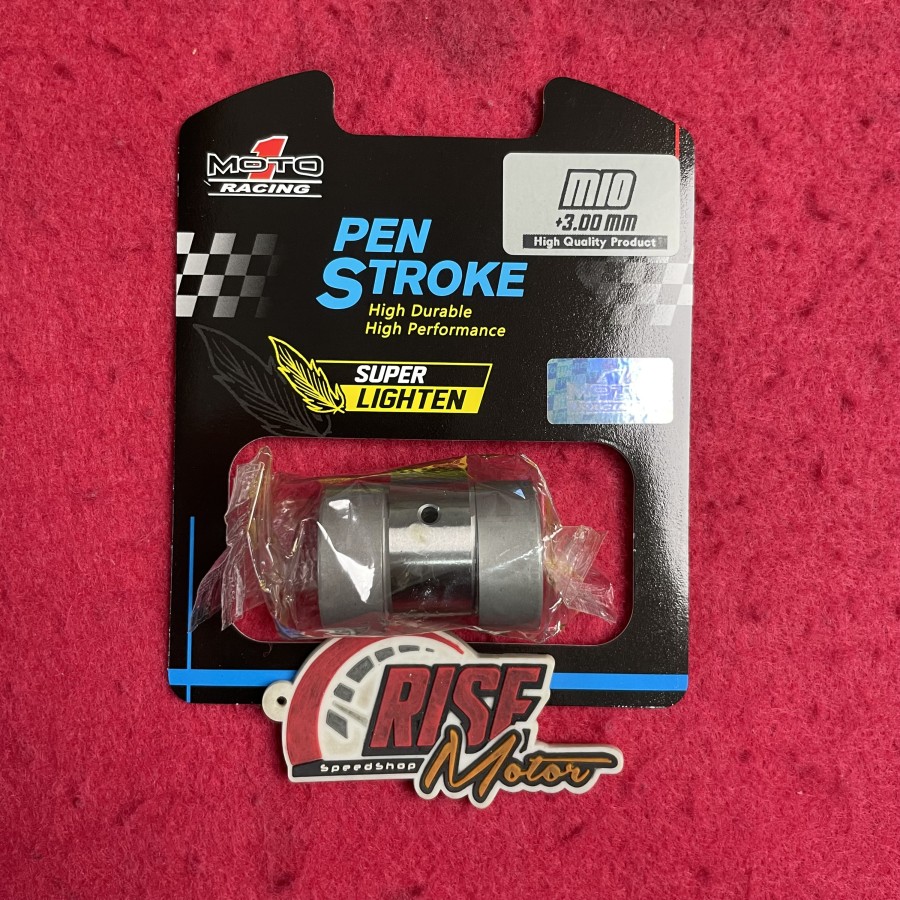 MOTO 1
RACING
MIO
+3.00 MM
High Quality Product
PEN
STROKE
High Durable
High Performance
SUPER
LIGHTEN
RISE
SpeedShop
Motor